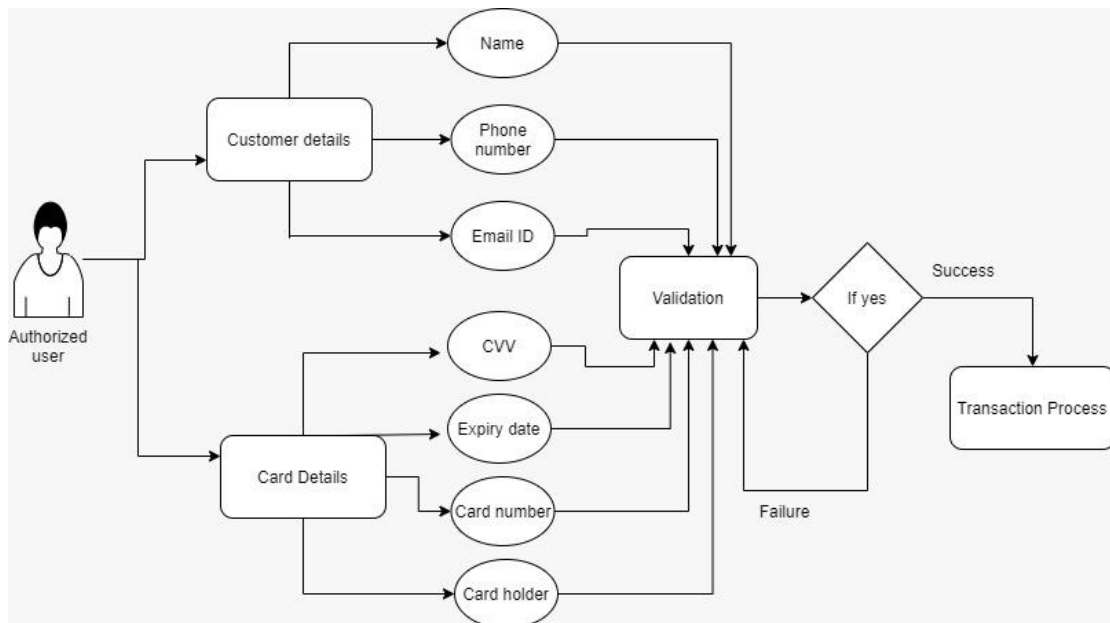 Name
Customer details
Phone
number
Email ID
Authorized
user
Validation
If yes
Success
CVV
Expiry date
Transaction Process
Card Details
Card number
Failure
Card holder